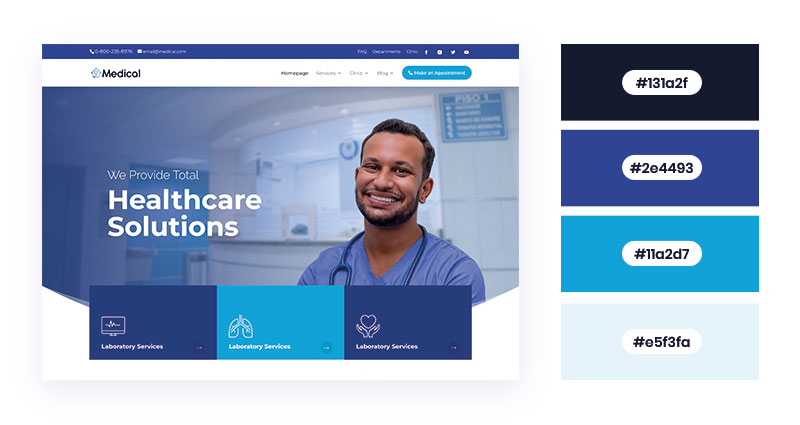 0-800-235-8976 email@medical.com FAQ Departments Clinic
Medical Homepage Services Clinic Blog Make an Appointment
PISO 1
We Provide Total
Healthcare
Solutions
Laboratory Services
Laboratory Services
Laboratory Services
#131a2f
#2e4493
#11a2d7
#e5f3fa